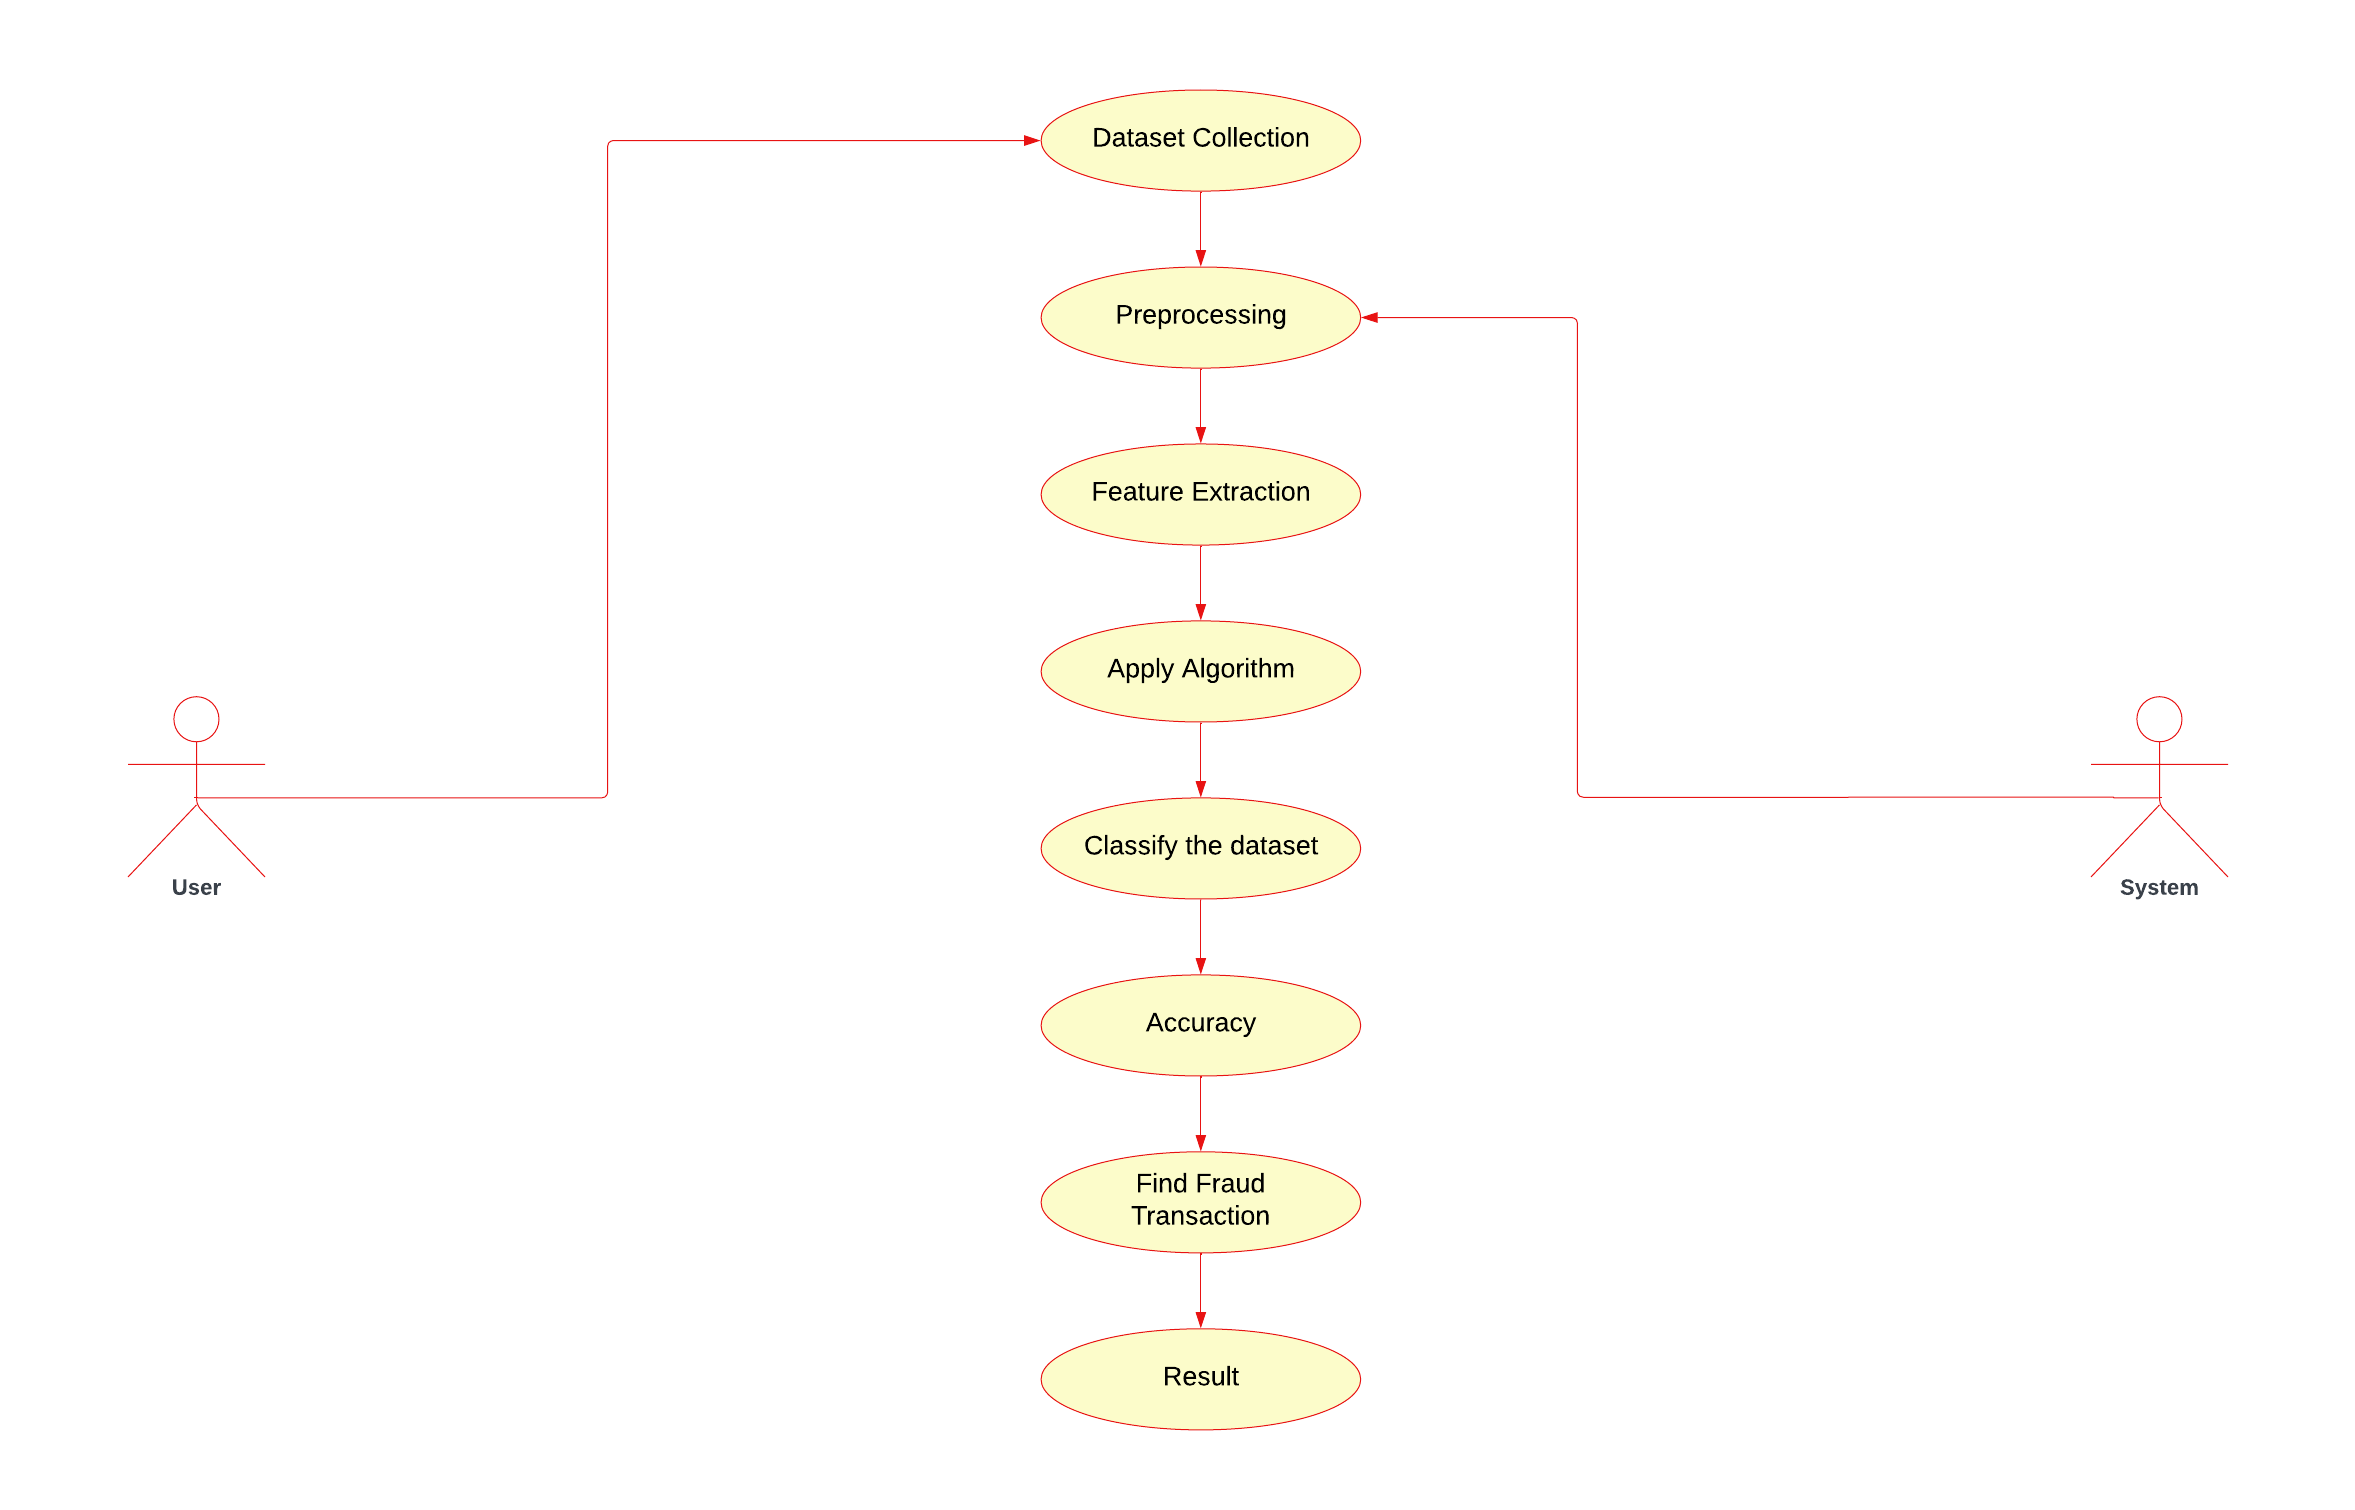 Dataset Collection
Preprocessing
Feature Extraction
Apply Algorithm
Classify the dataset
User
System
Accuracy
Find Fraud
Transaction
Result